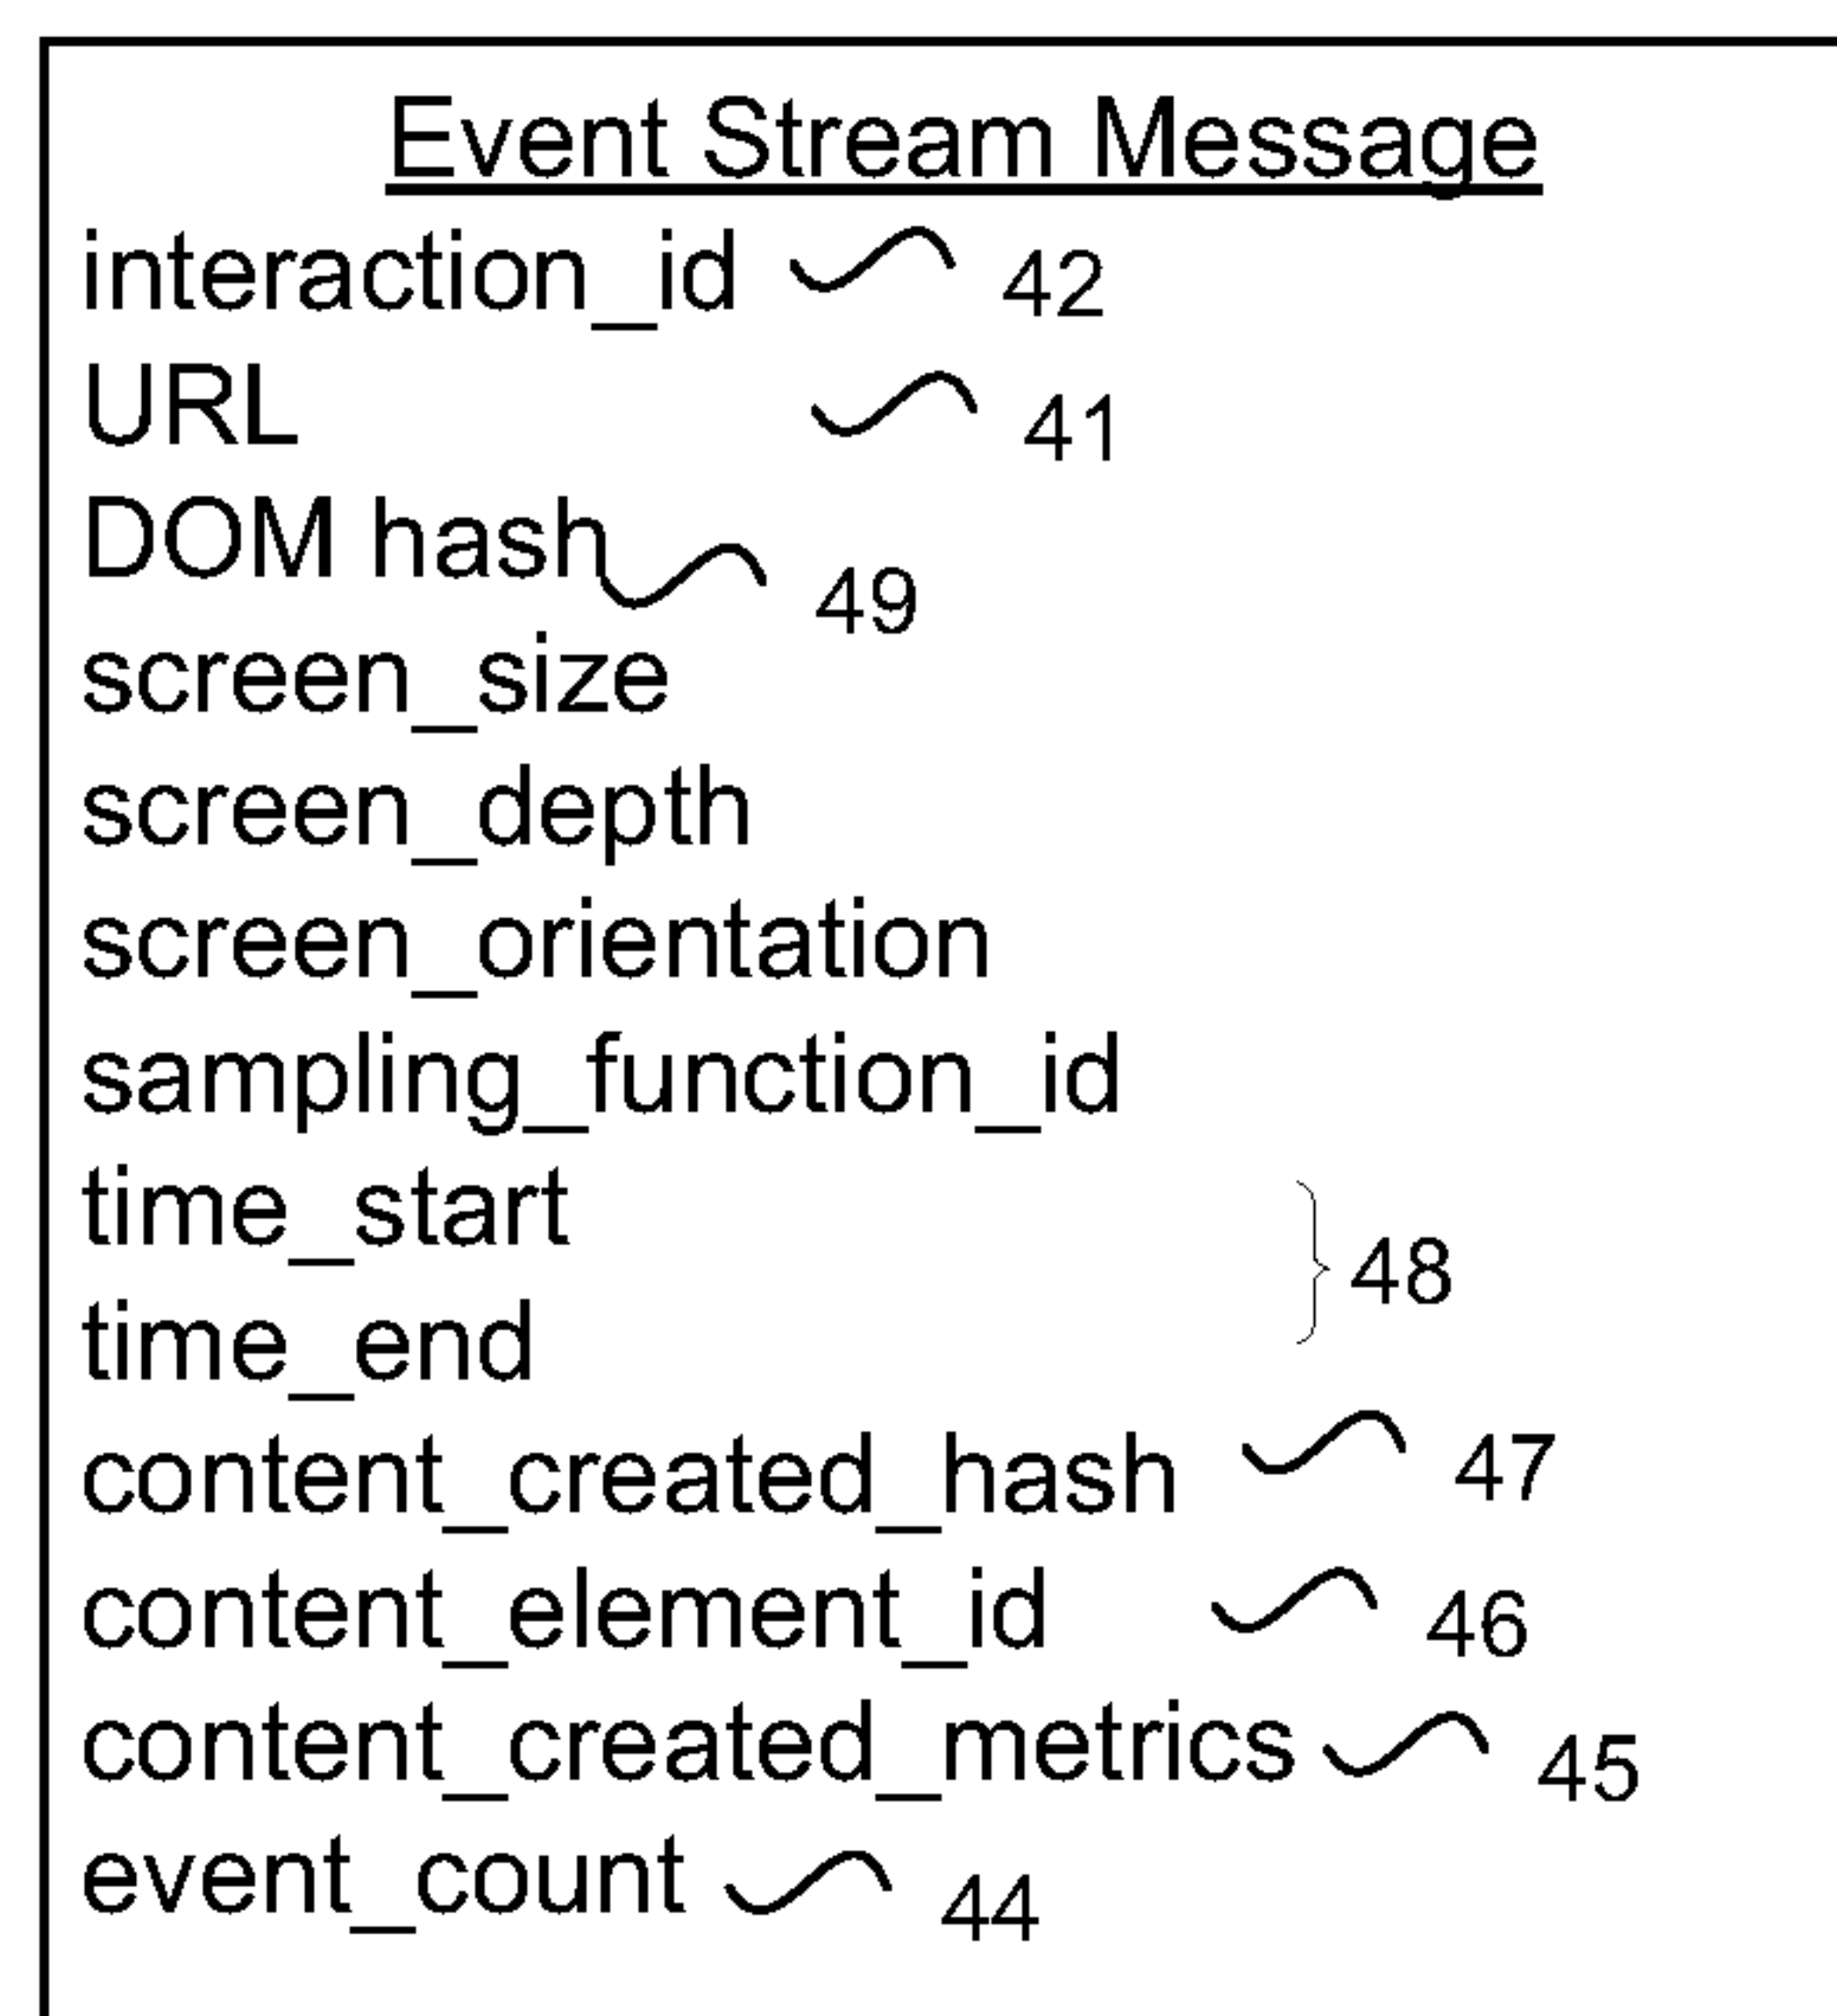 Event Stream Message
interaction_id 42
URL 41
DOM hash 49
screen_size
screen_depth
screen_orientation
sampling_function_id
time_start
48
time_end
content_created_hash 47
content_element_id 46
content_created_metrics 45
event_count 44